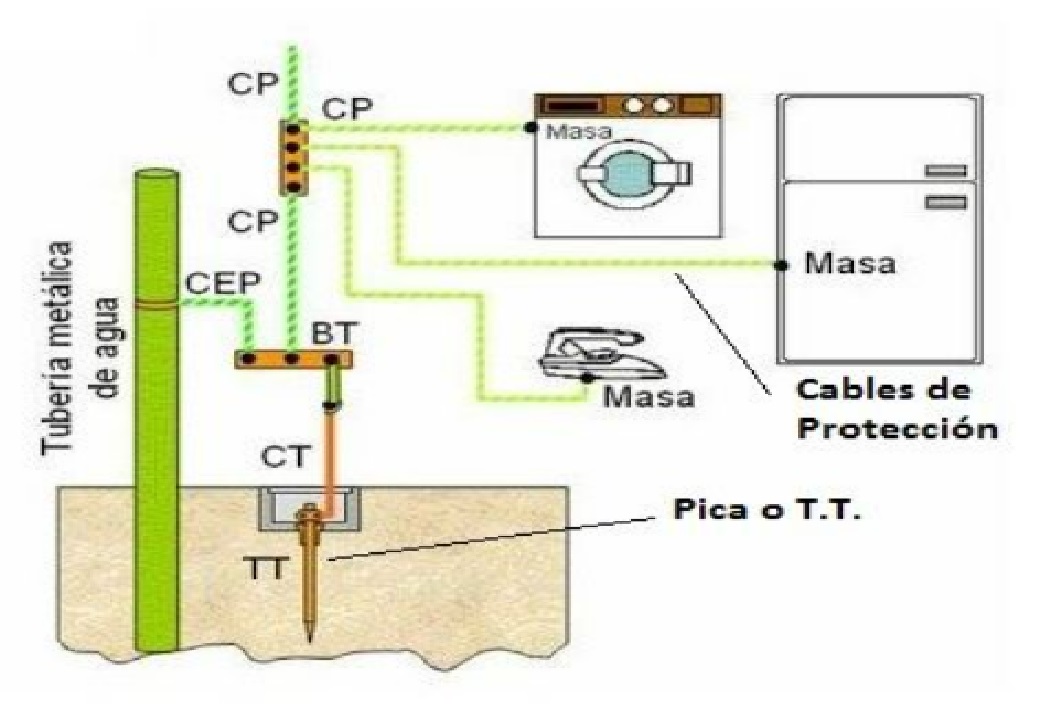 CP
CP
Masa
CP
CEP
Masa
BT
Tubería metálica
de agua
Masa
Cables de
Protección
CT
Pica o T.T.
TT